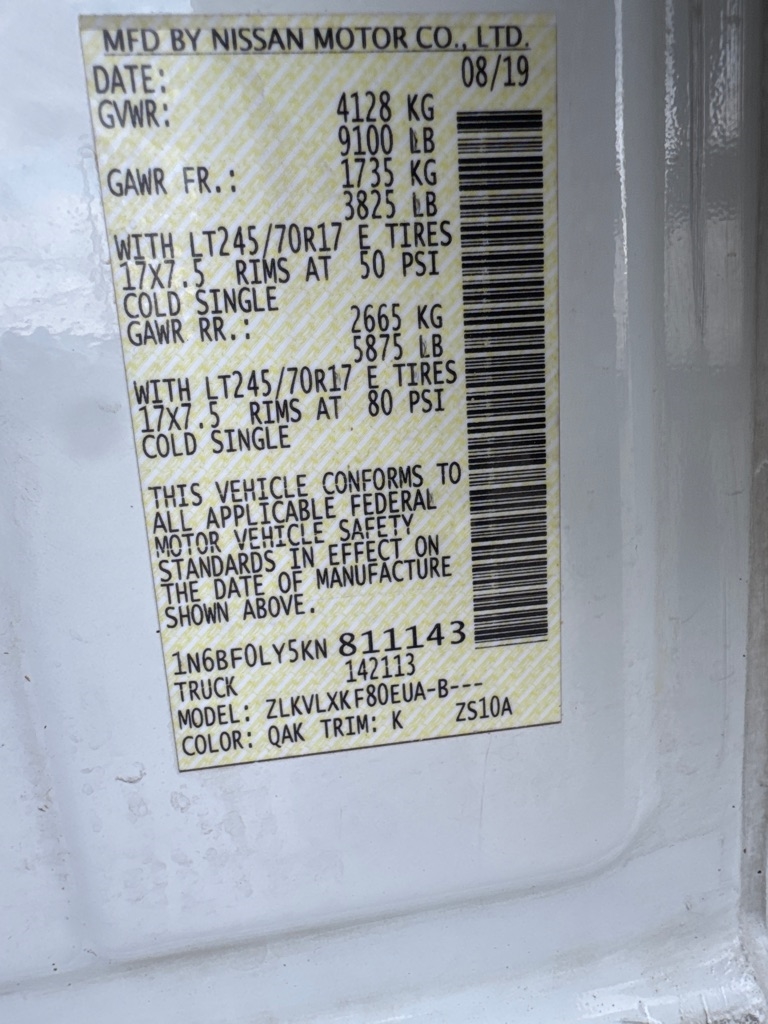 MFD BY NISSAN MOTOR CO., LTD.
DATE: 08/19
GVWR: 4128 KG
9100 LB
GAWR FR.: 1735 KG
3825 LB
WITH LT245/70R17 E TIRES
17X7.5 RIMS AT 50 PSI
COLD SINGLE
GAWR RR.: 2665 KG
5875 LB
WITH LT245/70R17 E TIRES
17X7.5 RIMS AT 80 PSI
COLD SINGLE
THIS VEHICLE CONFORMS TO
ALL APPLICABLE FEDERAL
MOTOR VEHICLE SAFETY
STANDARDS IN EFFECT ON
THE DATE OF MANUFACTURE
SHOWN ABOVE.
1N6BF0LY5KN 811143
TRUCK 142113
MODEL: ZLKVLXKF80EUA-B---
COLOR: QAK TRIM: K ZS10A